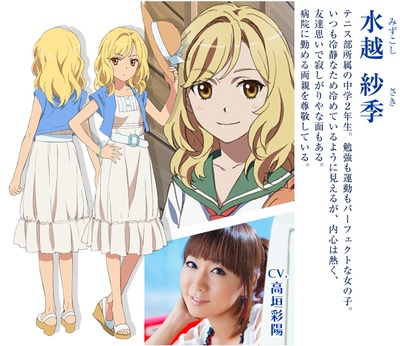 みずこし さき
水越 紗季
テニス部所属の中学2年生。勉強も運動もパーフェクトな女の子。
いつも冷静なため冷めているように見えるが、内心は熱く、
友達思いで寂しがりやな面もある。
病院に勤める両親を尊敬している。
CV.高垣彩陽